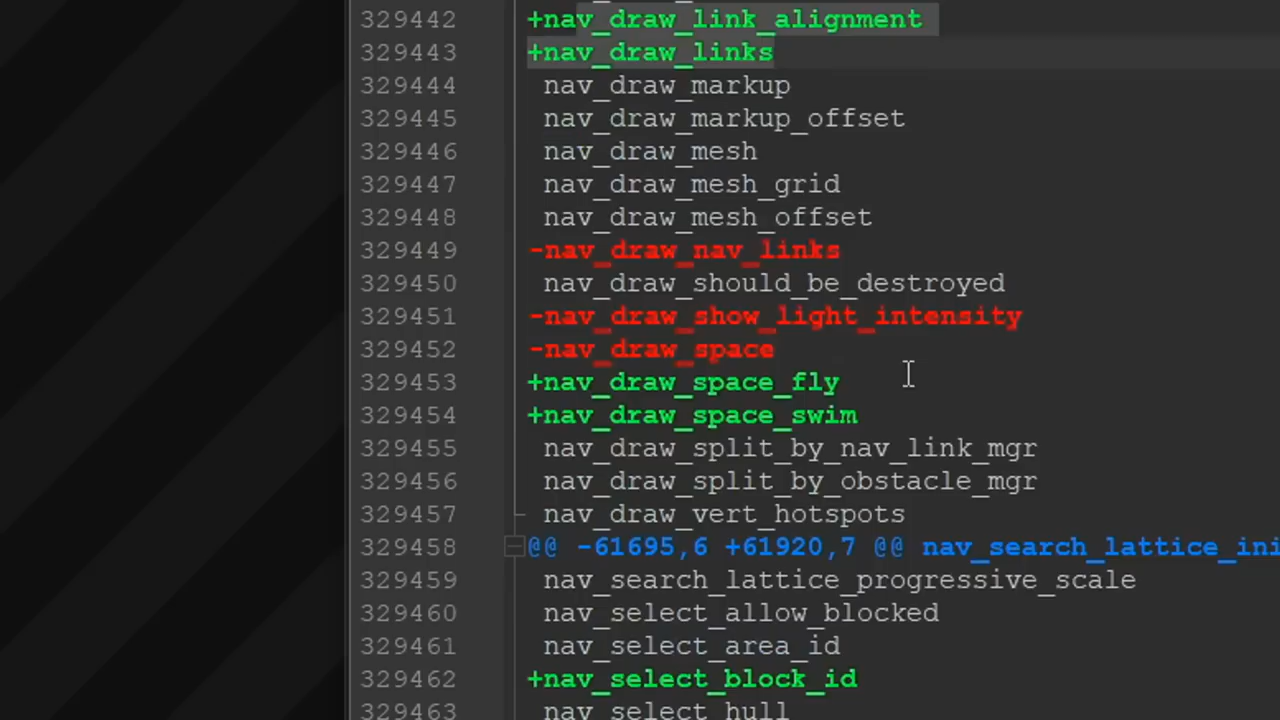 329442 +nav_draw_link_alignment
329443 +nav_draw_links
329444 nav_draw_markup
329445 nav_draw_markup_offset
329446 nav_draw_mesh
329447 nav_draw_mesh_grid
329448 nav_draw_mesh_offset
329449 -nav_draw_nav_links
329450 nav_draw_should_be_destroyed
329451 -nav_draw_show_light_intensity
329452 -nav_draw_space
329453 +nav_draw_space_fly
329454 +nav_draw_space_swim
329455 nav_draw_split_by_nav_link_mgr
329456 nav_draw_split_by_obstacle_mgr
329457 nav_draw_vert_hotspots
329458 @@ -61695,6 +61920,7 @@ nav_search_lattice_ini
329459 nav_search_lattice_progressive_scale
329460 nav_select_allow_blocked
329461 nav_select_area_id
329462 +nav_select_block_id
329463 nav_select_hull